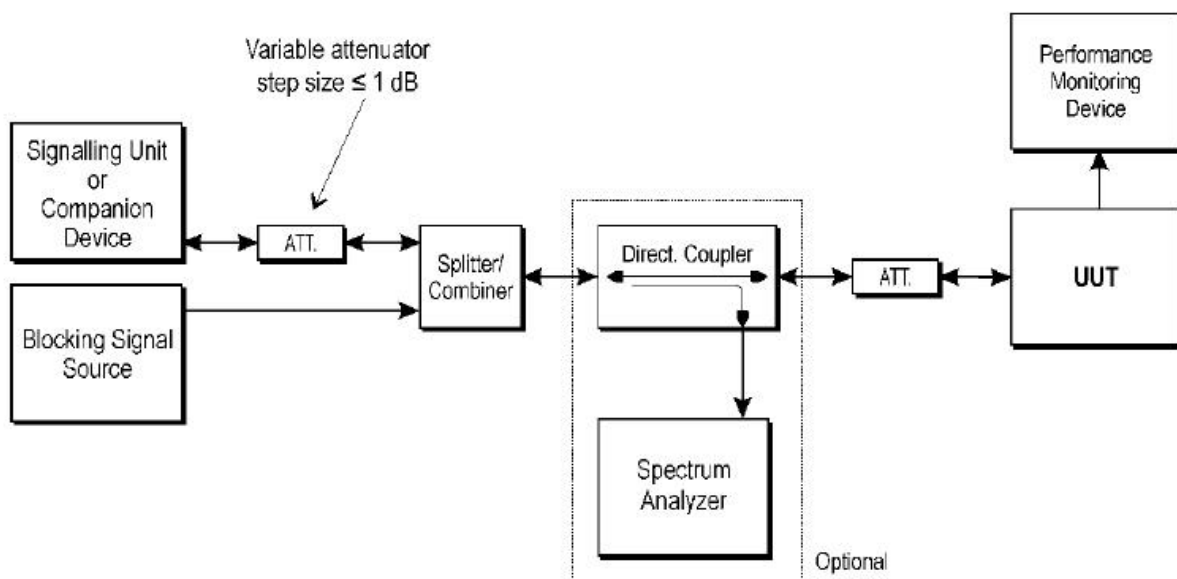 Variable attenuator
step size ≤ 1 dB
Performance
Monitoring
Device
Signalling Unit
or
Companion
Device
ATT.
Splitter/
Combiner
Direct. Coupler
ATT.
UUT
Blocking Signal
Source
Spectrum
Analyzer
Optional